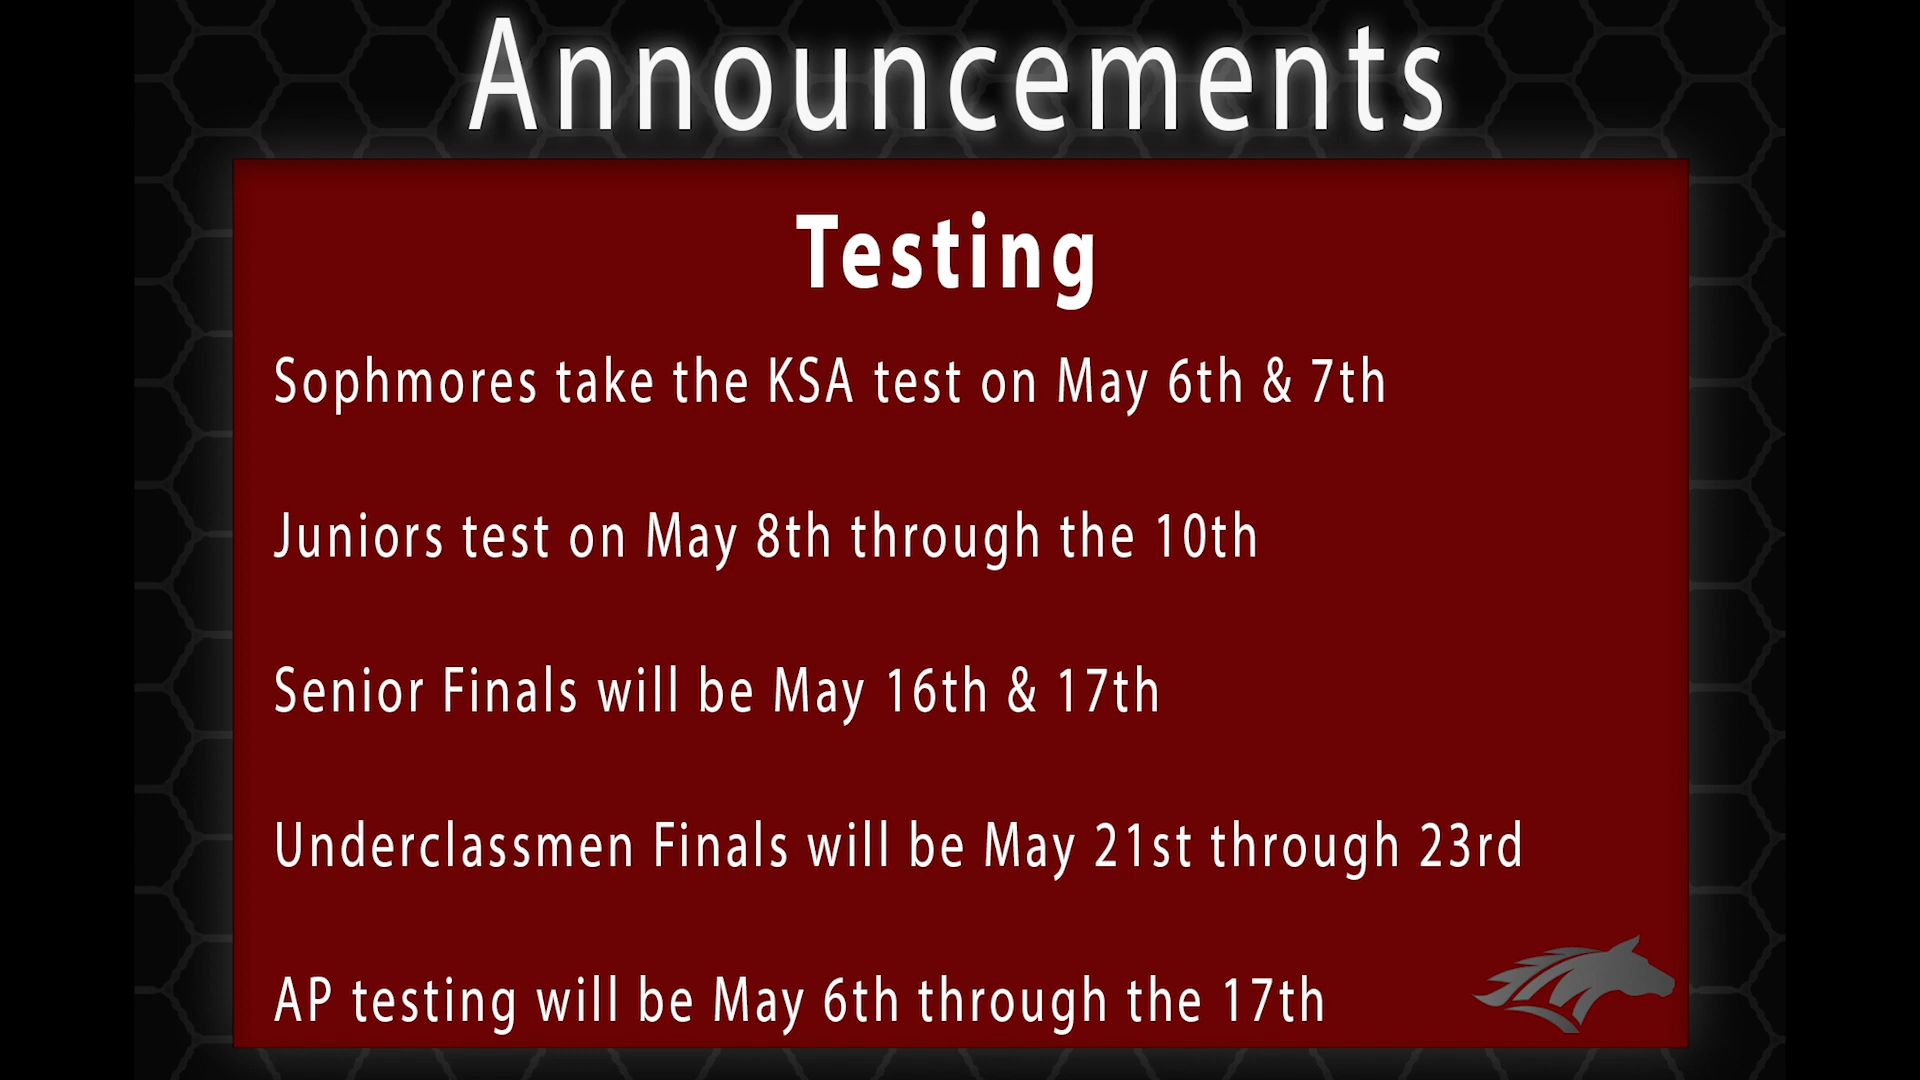 Announcements
Testing
Sophmores take the KSA test on May 6th & 7th
Juniors test on May 8th through the 10th
Senior Finals will be May 16th & 17th
Underclassmen Finals will be May 21st through 23rd
AP testing will be May 6th through the 17th